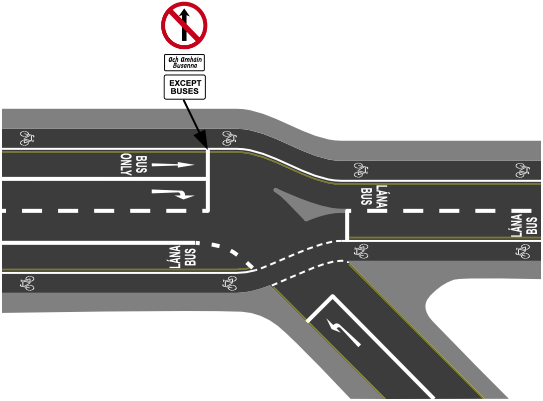 Ach Amháin
Busanna
EXCEPT
BUSES
BUS
ONLY
LÁNA
BUS
LÁNA
BUS
LÁNA
BUS